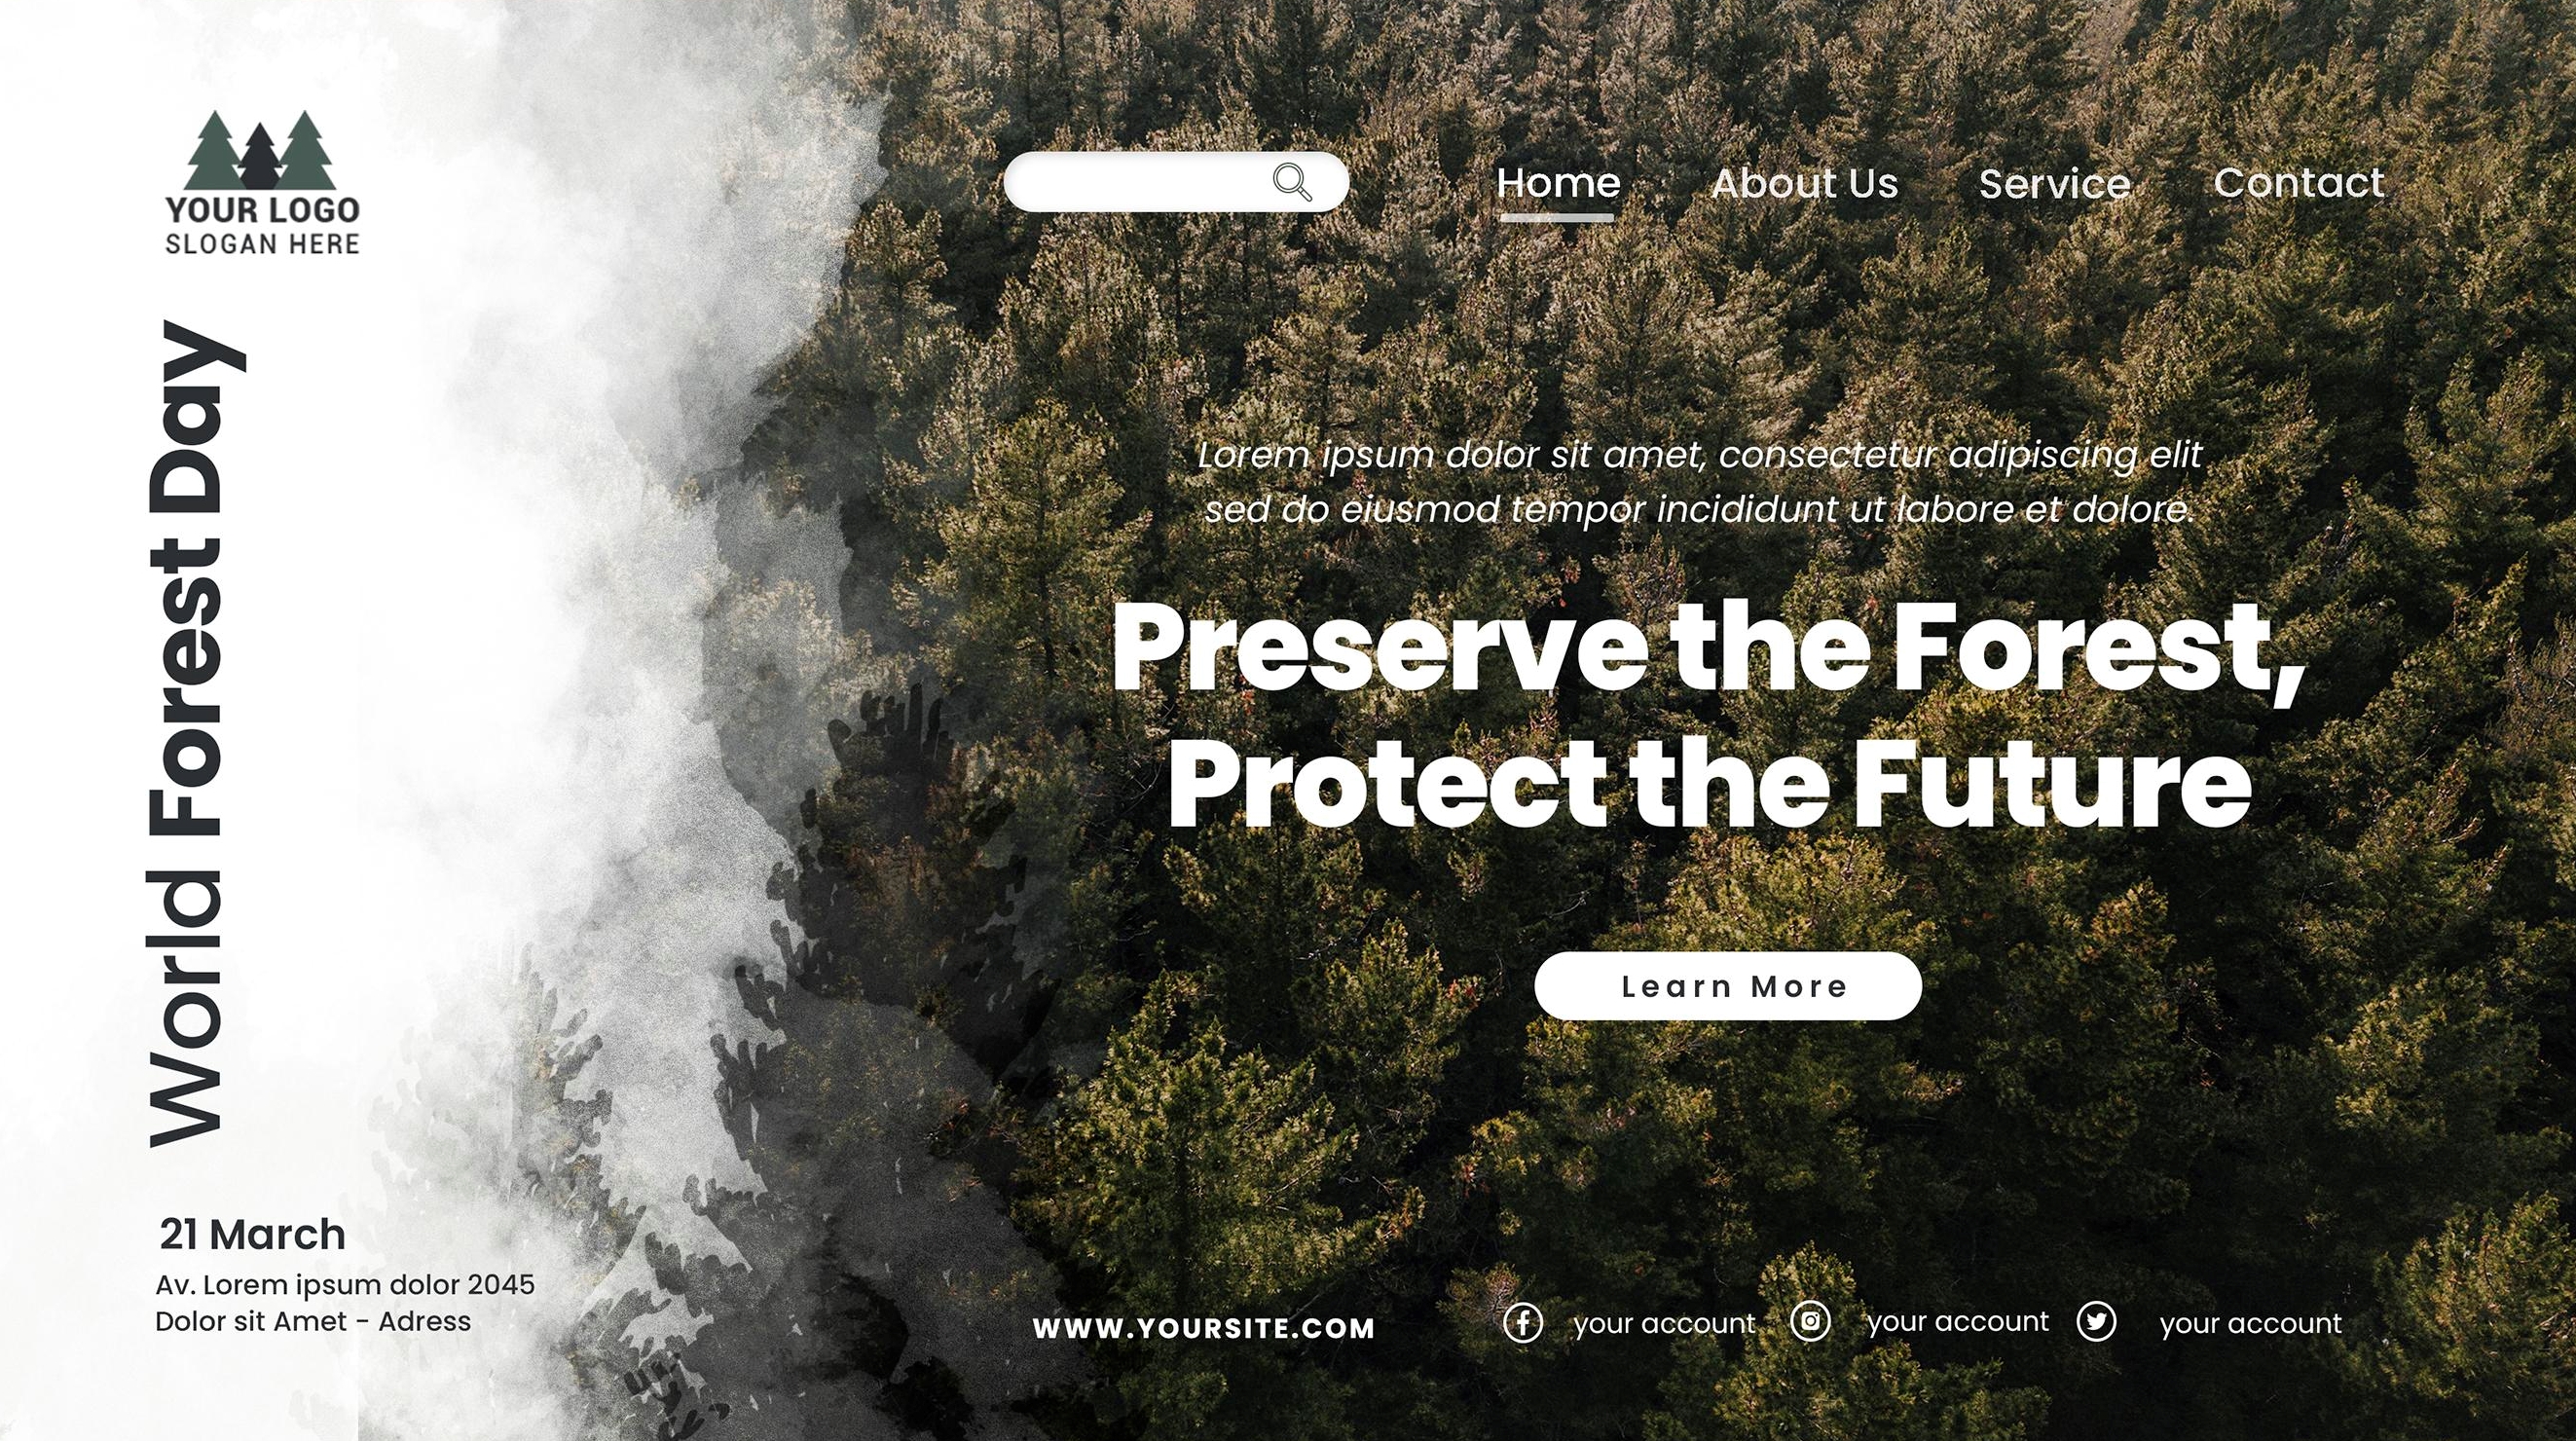 YOUR LOGO
SLOGAN HERE
Home About Us Service Contact
World Forest Day
Lorem ipsum dolor sit amet, consectetur adipiscing elit
sed do eiusmod tempor incididunt ut labore et dolore.
Preserve the Forest,
Protect the Future
Learn More
21 March
Av. Lorem ipsum dolor 2045
Dolor sit Amet - Adress
WWW.YOURSITE.COM
your account your account your account